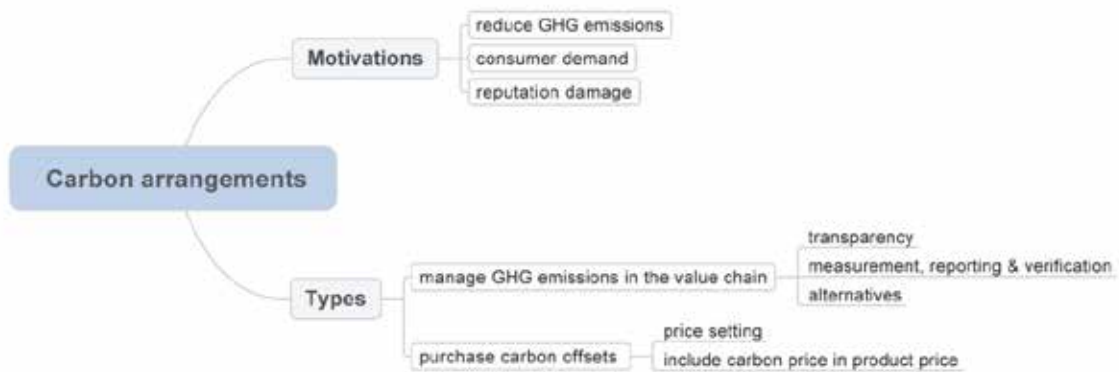 Carbon arrangements
Motivations
reduce GHG emissions
consumer demand
reputation damage
Types
manage GHG emissions in the value chain
transparency
measurement, reporting & verification
alternatives
purchase carbon offsets
price setting
include carbon price in product price